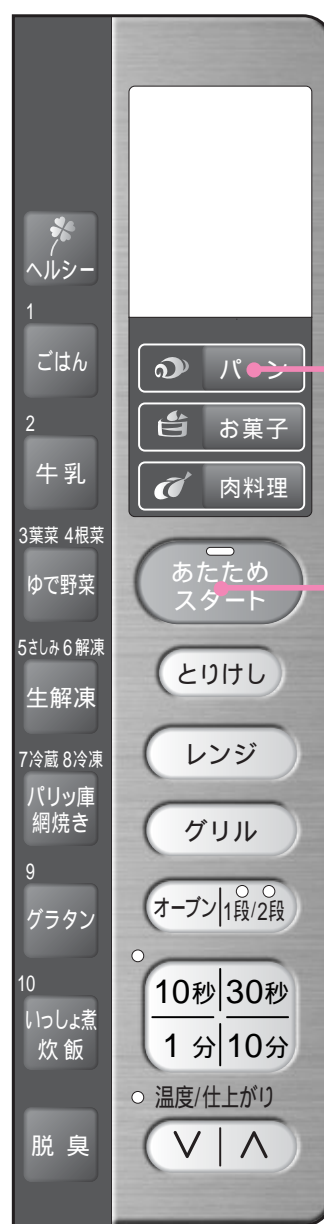 ヘルシー
1
ごはん
2
牛乳
3葉菜 4根菜
ゆで野菜
5さしみ 6解凍
生解凍
7冷蔵 8冷凍
パリッ庫
網焼き
9
グラタン
10
いっしょ煮
炊飯
脱臭
パン
お菓子
肉料理
あたため
スタート
とりけし
レンジ
グリル
オーブン 1段/2段
10秒 30秒
1分 10分
温度/仕上がり
∨ ∧